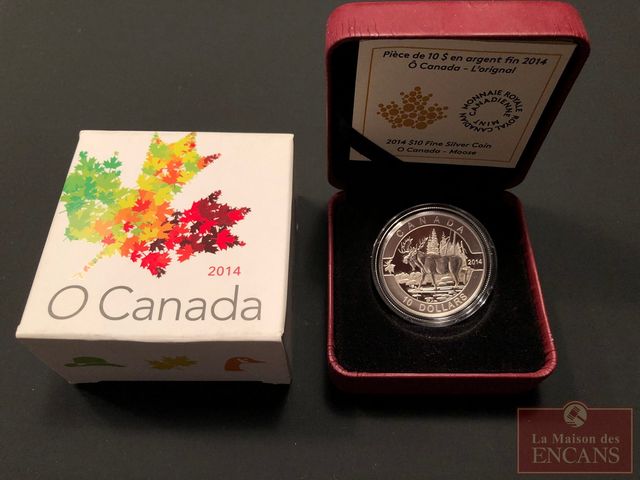 2014
O Canada
Pièce de 10 $ en argent fin 2014
Ô Canada - L'orignal
MONNAIE ROYALE CANADIENNE
ROYAL CANADIAN MINT
2014 $10 Fine Silver Coin
O Canada - Moose
CANADA
2014
10 DOLLARS
La Maison des
ENCANS